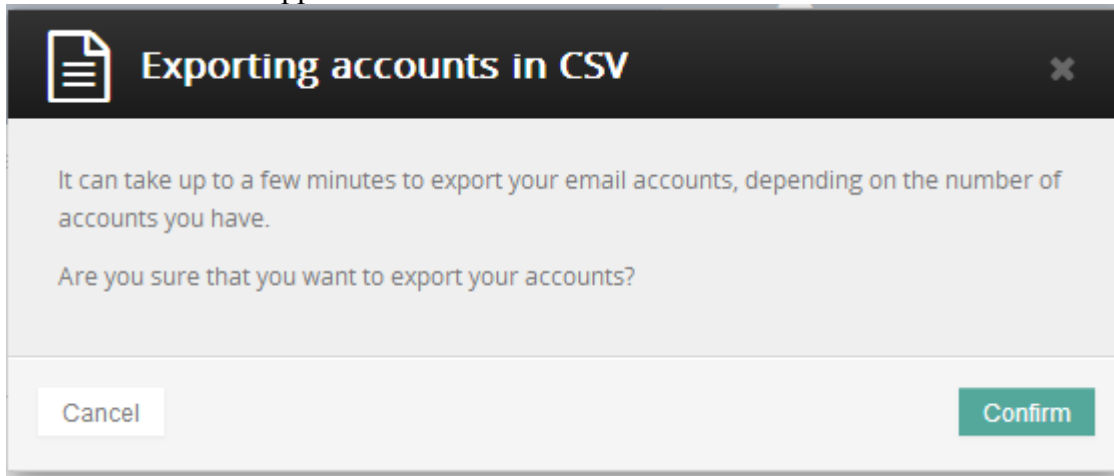 Exporting accounts in CSV
It can take up to a few minutes to export your email accounts, depending on the number of
accounts you have.
Are you sure that you want to export your accounts?
Cancel
Confirm